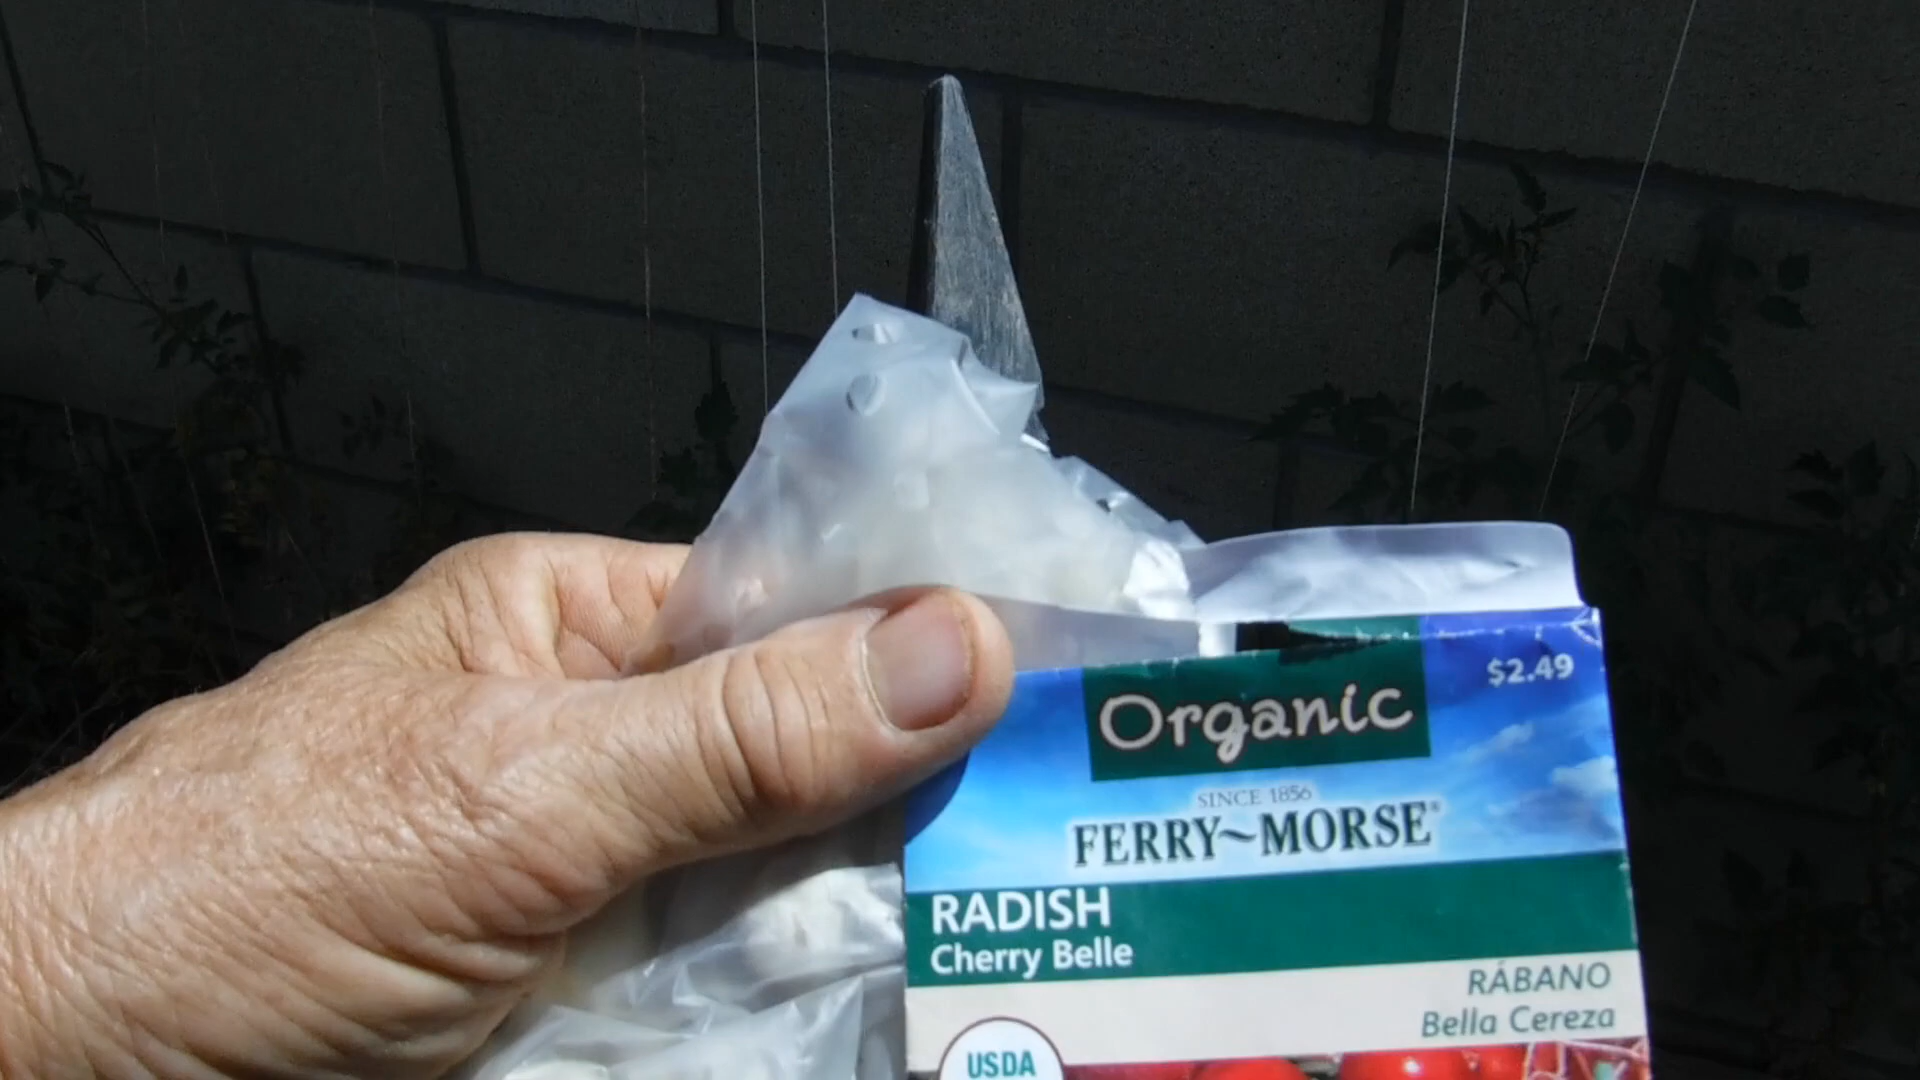 $2.49
Organic
SINCE 1856
FERRY~MORSE®
RADISH
Cherry Belle
RÁBANO
Bella Cereza
USDA